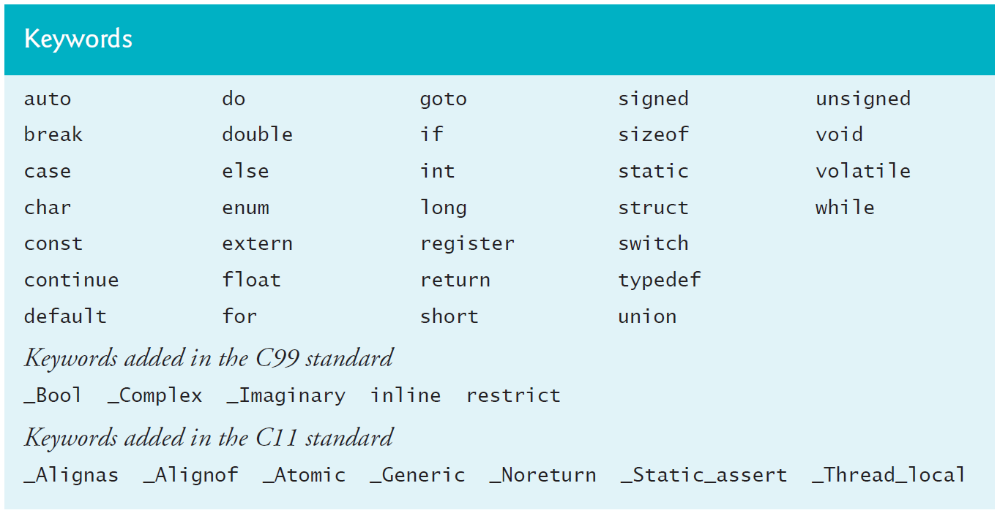 Keywords
auto do goto signed unsigned
break double if sizeof void
case else int static volatile
char enum long struct while
const extern register switch
continue float return typedef
default for short union
Keywords added in the C99 standard
_Bool _Complex _Imaginary inline restrict
Keywords added in the C11 standard
_Alignas _Alignof _Atomic _Generic _Noreturn _Static_assert _Thread_local